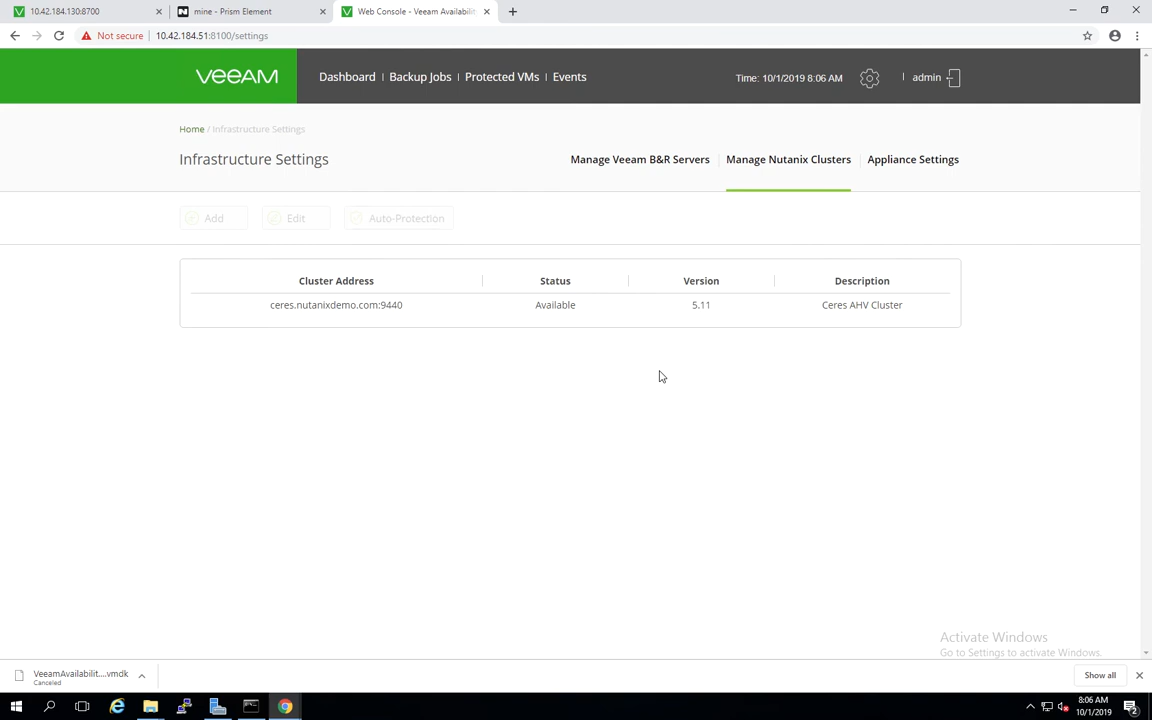 10.42.184.130:8700
mine - Prism Element
Web Console - Veeam Availabili
Not secure
10.42.184.51:8100/settings
VEEAM
Dashboard
Backup Jobs
Protected VMs
Events
Time: 10/1/2019 8:06 AM
admin
Home / Infrastructure Settings
Infrastructure Settings
Manage Veeam B&R Servers
Manage Nutanix Clusters
Appliance Settings
Add
Edit
Auto-Protection
Cluster Address Status Version Description
ceres.nutanixdemo.com:9440 Available 5.11 Ceres AHV Cluster
Activate Windows
Go to Settings to activate Windows.
VeeamAvailabilit....vmdk
Canceled
Show all
8:06 AM
10/1/2019
2